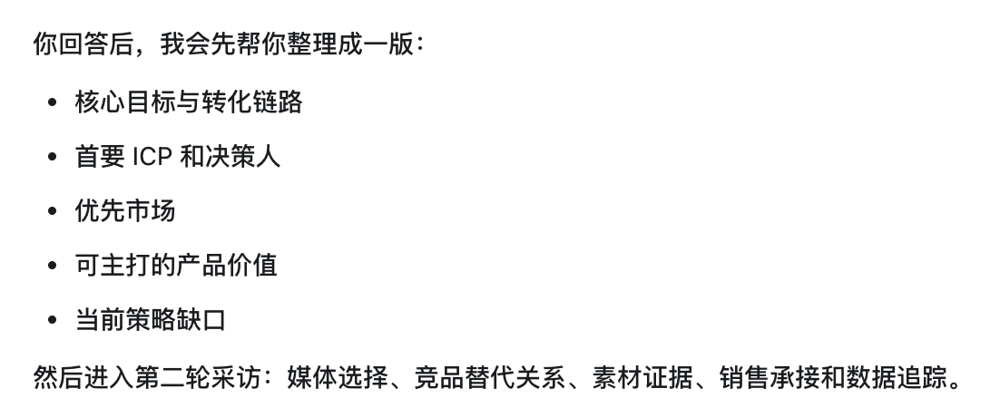 你回答后，我会先帮你整理成一版：
• 核心目标与转化链路
• 首要 ICP 和决策人
• 优先市场
• 可主打的产品价值
• 当前策略缺口
然后进入第二轮采访：媒体选择、竞品替代关系、素材证据、销售承接和数据追踪。